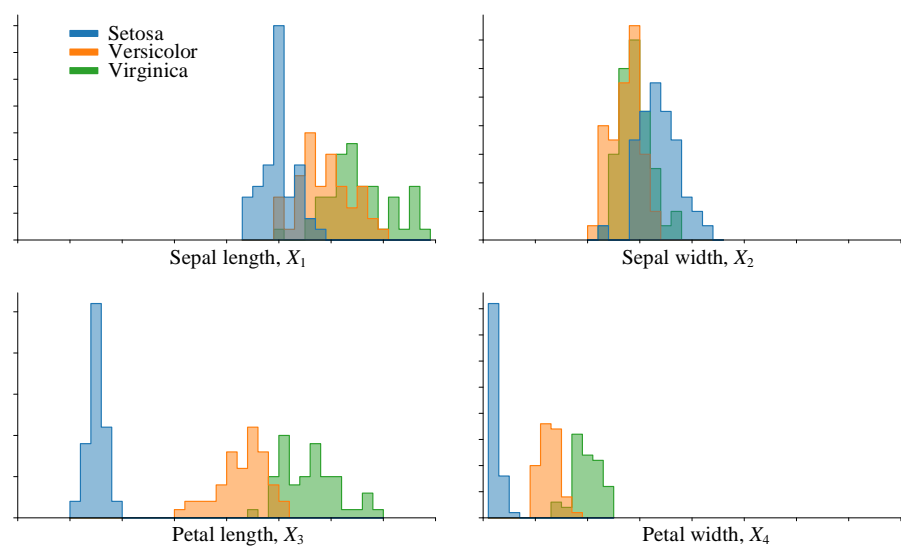 Setosa
Versicolor
Virginica
Sepal length, X₁
Sepal width, X₂
Petal length, X₃
Petal width, X₄